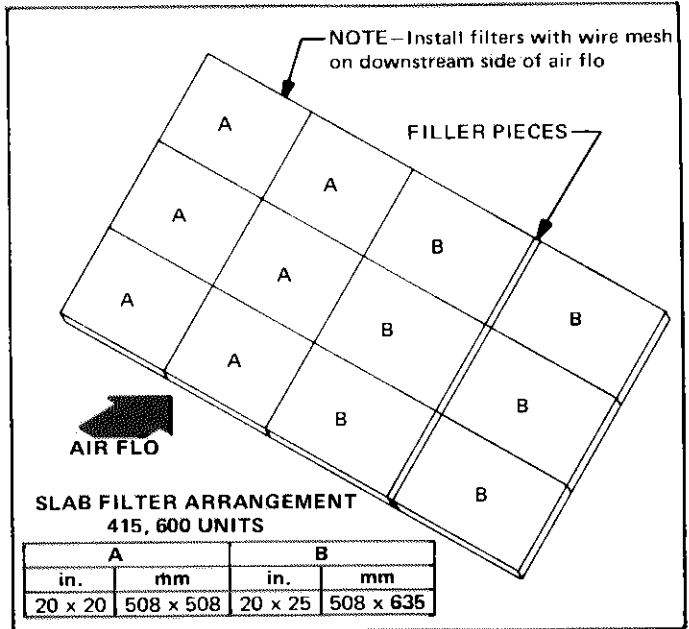 NOTE—Install filters with wire mesh
on downstream side of air flo
FILLER PIECES
A
A
B
B
A
A
B
B
A
A
B
B
AIR FLO
SLAB FILTER ARRANGEMENT
415, 600 UNITS
A B
in. mm in. mm
20 x 20 508 x 508 20 x 25 508 x 635